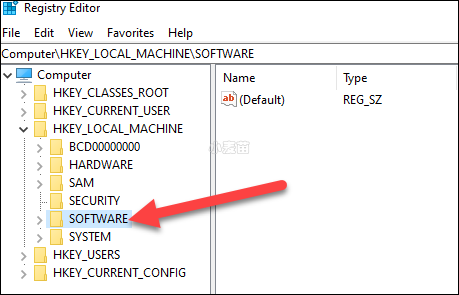 Registry Editor
File Edit View Favorites Help
Computer\HKEY_LOCAL_MACHINE\SOFTWARE
Computer
HKEY_CLASSES_ROOT
HKEY_CURRENT_USER
HKEY_LOCAL_MACHINE
BCD00000000
HARDWARE
SAM
SECURITY
SOFTWARE
SYSTEM
HKEY_USERS
HKEY_CURRENT_CONFIG
Name Type
ab (Default) REG_SZ